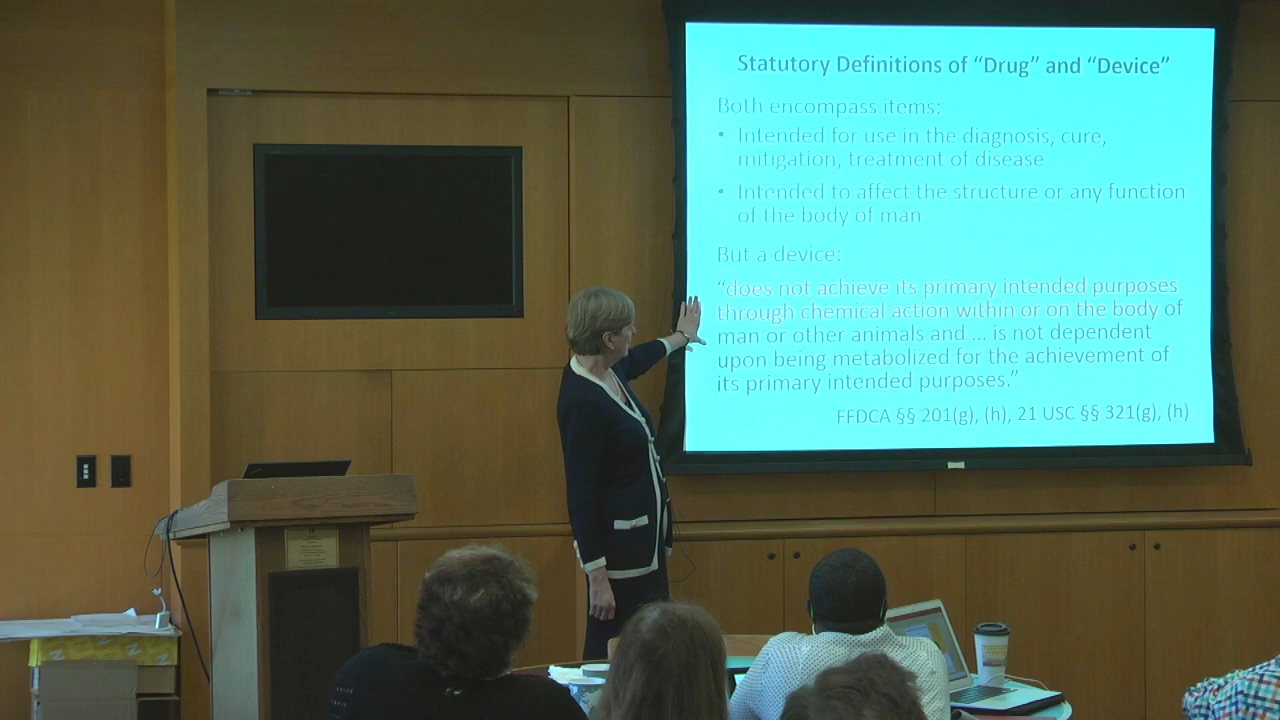 Statutory Definitions of “Drug” and “Device”
Both encompass items:
• Intended for use in the diagnosis, cure,
mitigation, treatment of disease
• Intended to affect the structure or any function
of the body of man
But a device:
“does not achieve its primary intended purposes
through chemical action within or on the body of
man or other animals and ... is not dependent
upon being metabolized for the achievement of
its primary intended purposes.”
FFDCA §§ 201(g), (h), 21 USC §§ 321(g), (h)